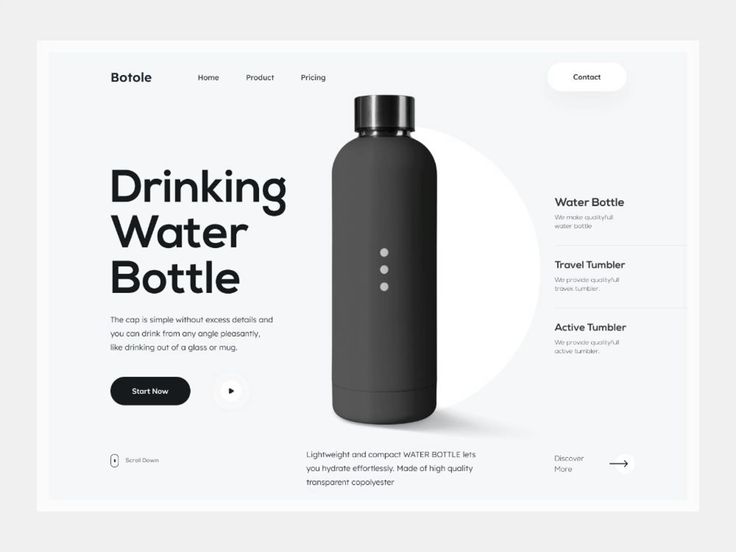 Botole
Home
Product
Pricing
Contact
Drinking
Water
Bottle
The cap is simple without excess details and
you can drink from any angle pleasantly,
like drinking out of a glass or mug.
Start Now
Scroll Down
Lightweight and compact WATER BOTTLE lets
you hydrate effortlessly. Made of high quality
transparent copolyester
Water Bottle
We make qualityfull
water bottle
Travel Tumbler
We provide qualityfull
travek tumbler.
Active Tumbler
We provide qualityfull
active tumbler.
Discover
More